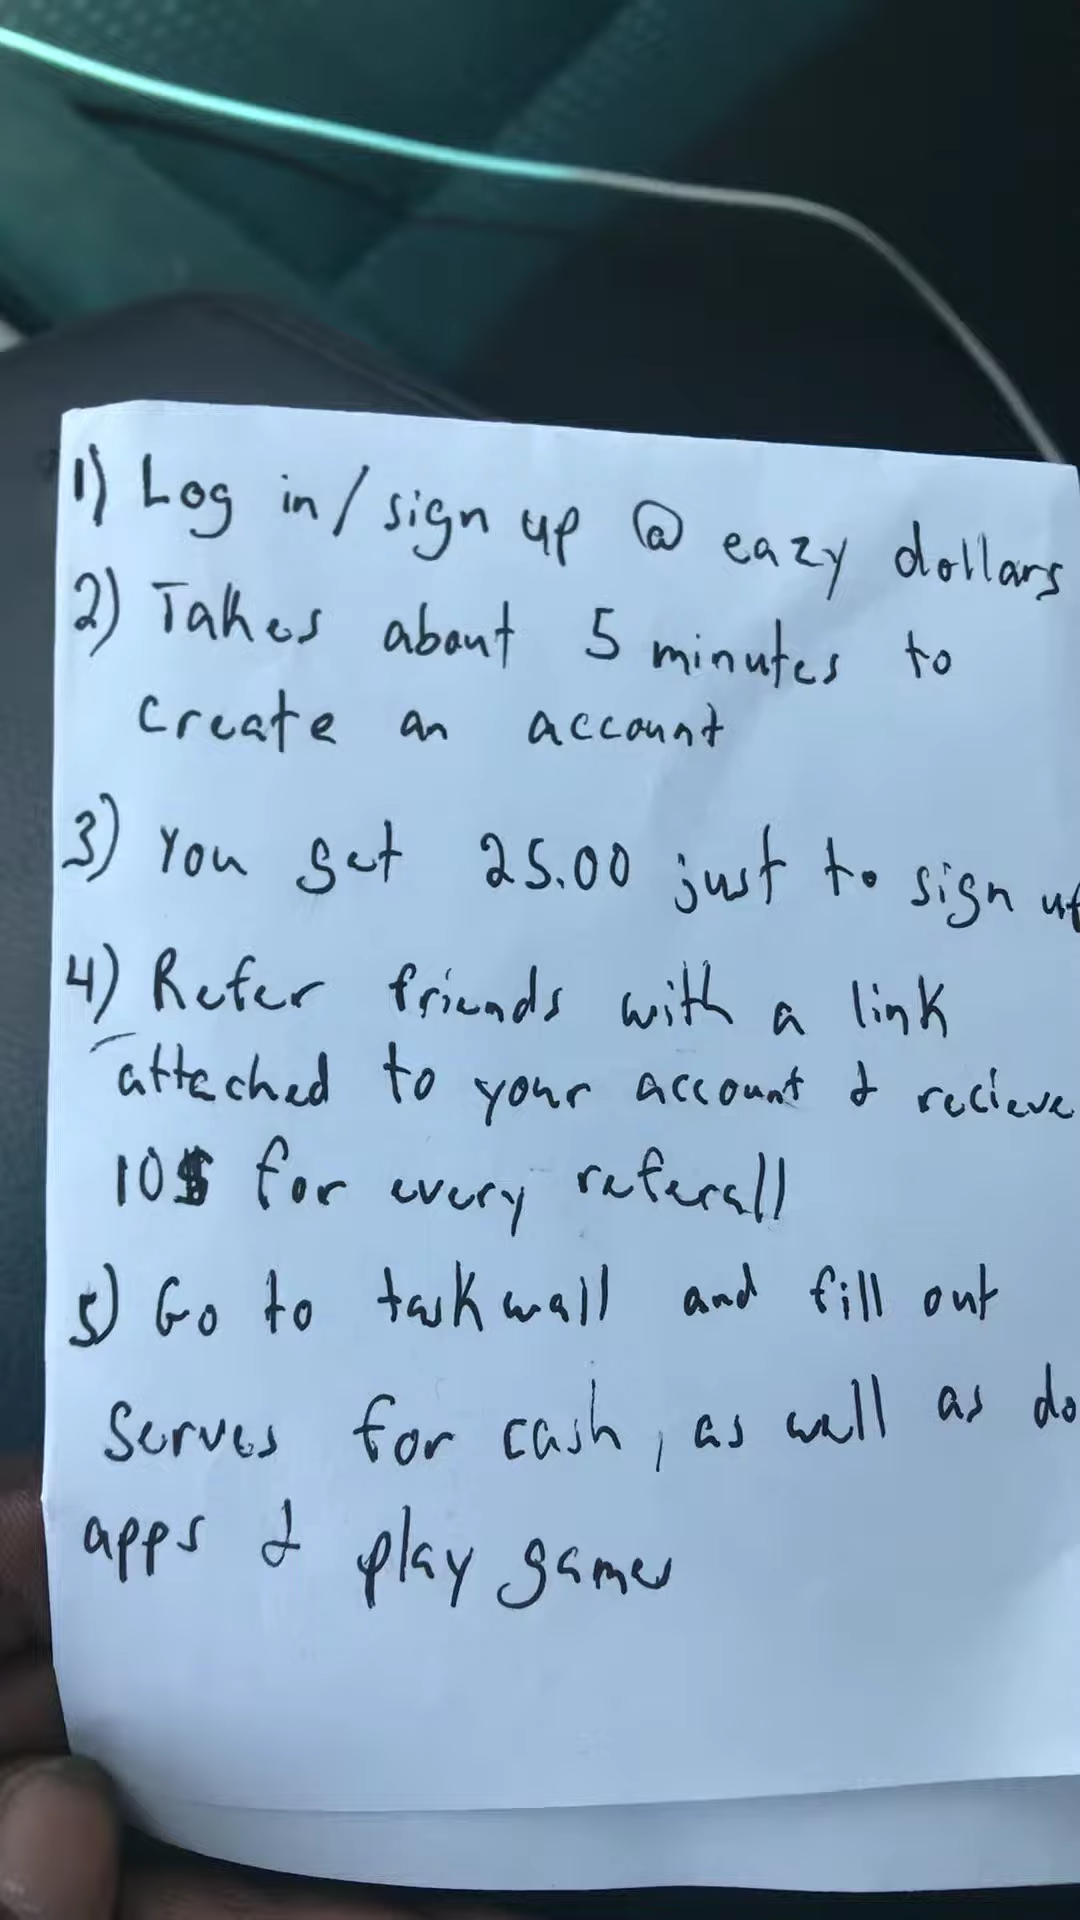 1) Log in/sign up @ eazy dollars
2) Takes about 5 minutes to
create an account
3) You get 25.00 just to sign up
4) Refer friends with a link
attached to your account & recieve
10$ for every referall
5) Go to taskwall and fill out
Serves for cash, as well as do
apps & play games